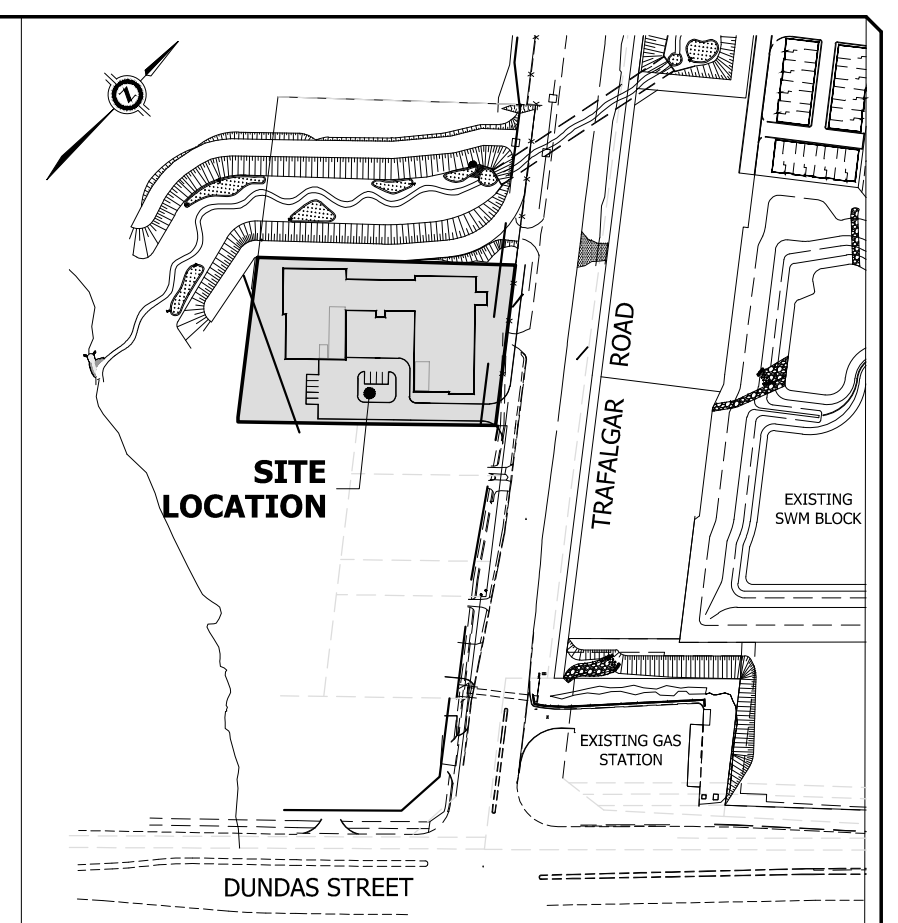 N
TRAFALGAR ROAD
SITE
LOCATION
EXISTING
SWM BLOCK
EXISTING GAS
STATION
DUNDAS STREET